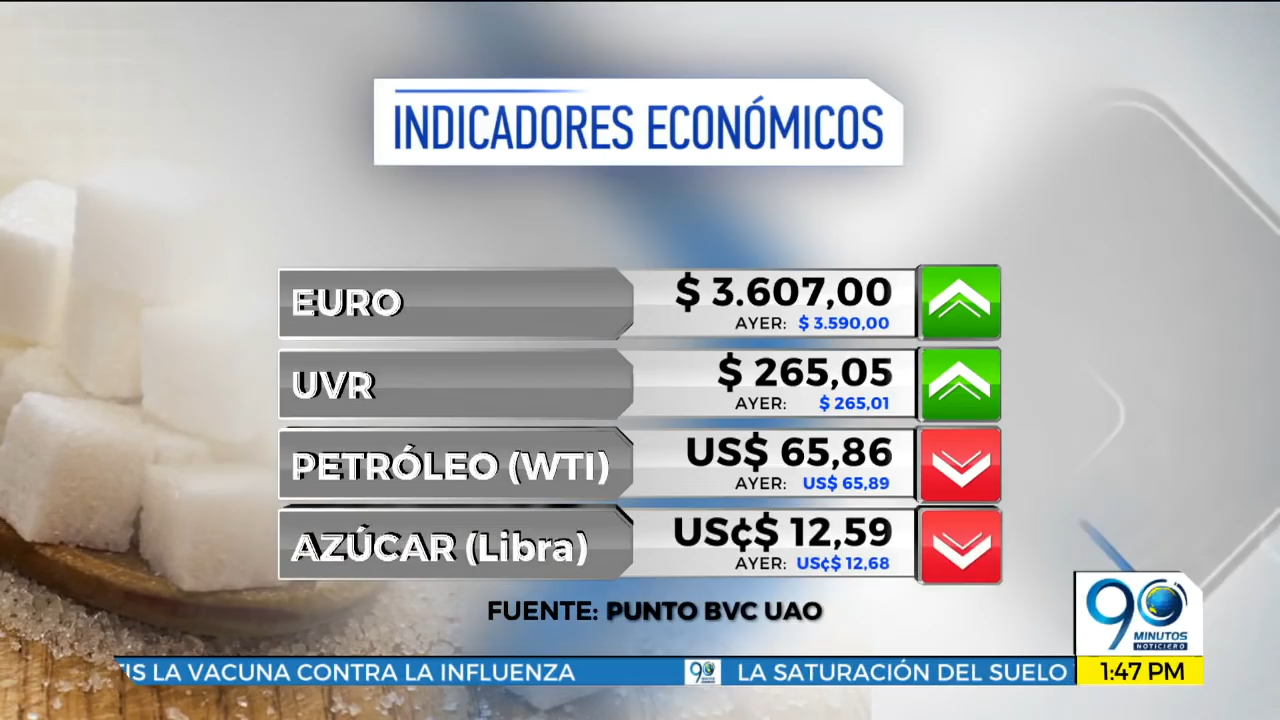 INDICADORES ECONÓMICOS
EURO
$ 3.607,00
AYER: $ 3.590,00
UVR
$ 265,05
AYER: $ 265,01
PETRÓLEO (WTI)
US$ 65,86
AYER: US$ 65,89
AZÚCAR (Libra)
US¢$ 12,59
AYER: US¢$ 12,68
FUENTE: PUNTO BVC UAO
90
MINUTOS
NOTICIERO
LA VACUNA CONTRA LA INFLUENZA
90
LA SATURACIÓN DEL SUELO
1:47 PM